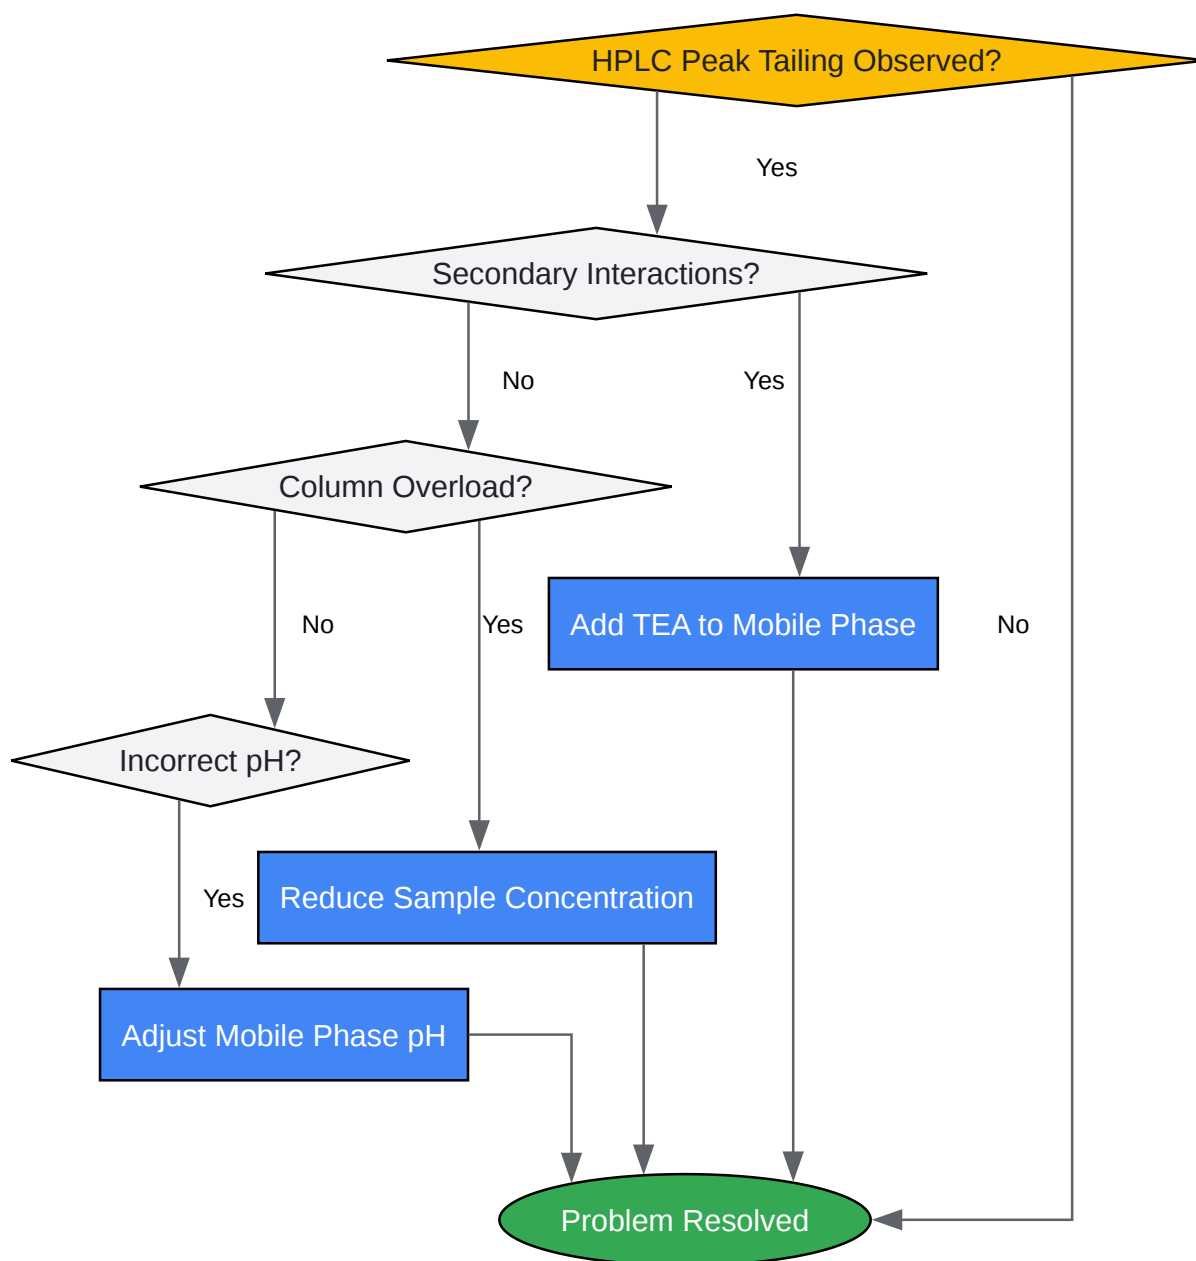 HPLC Peak Tailing Observed?
Yes
Secondary Interactions?
No
Yes
Column Overload?
No
Yes
Add TEA to Mobile Phase
No
Incorrect pH?
Yes
Reduce Sample Concentration
Adjust Mobile Phase pH
Problem Resolved